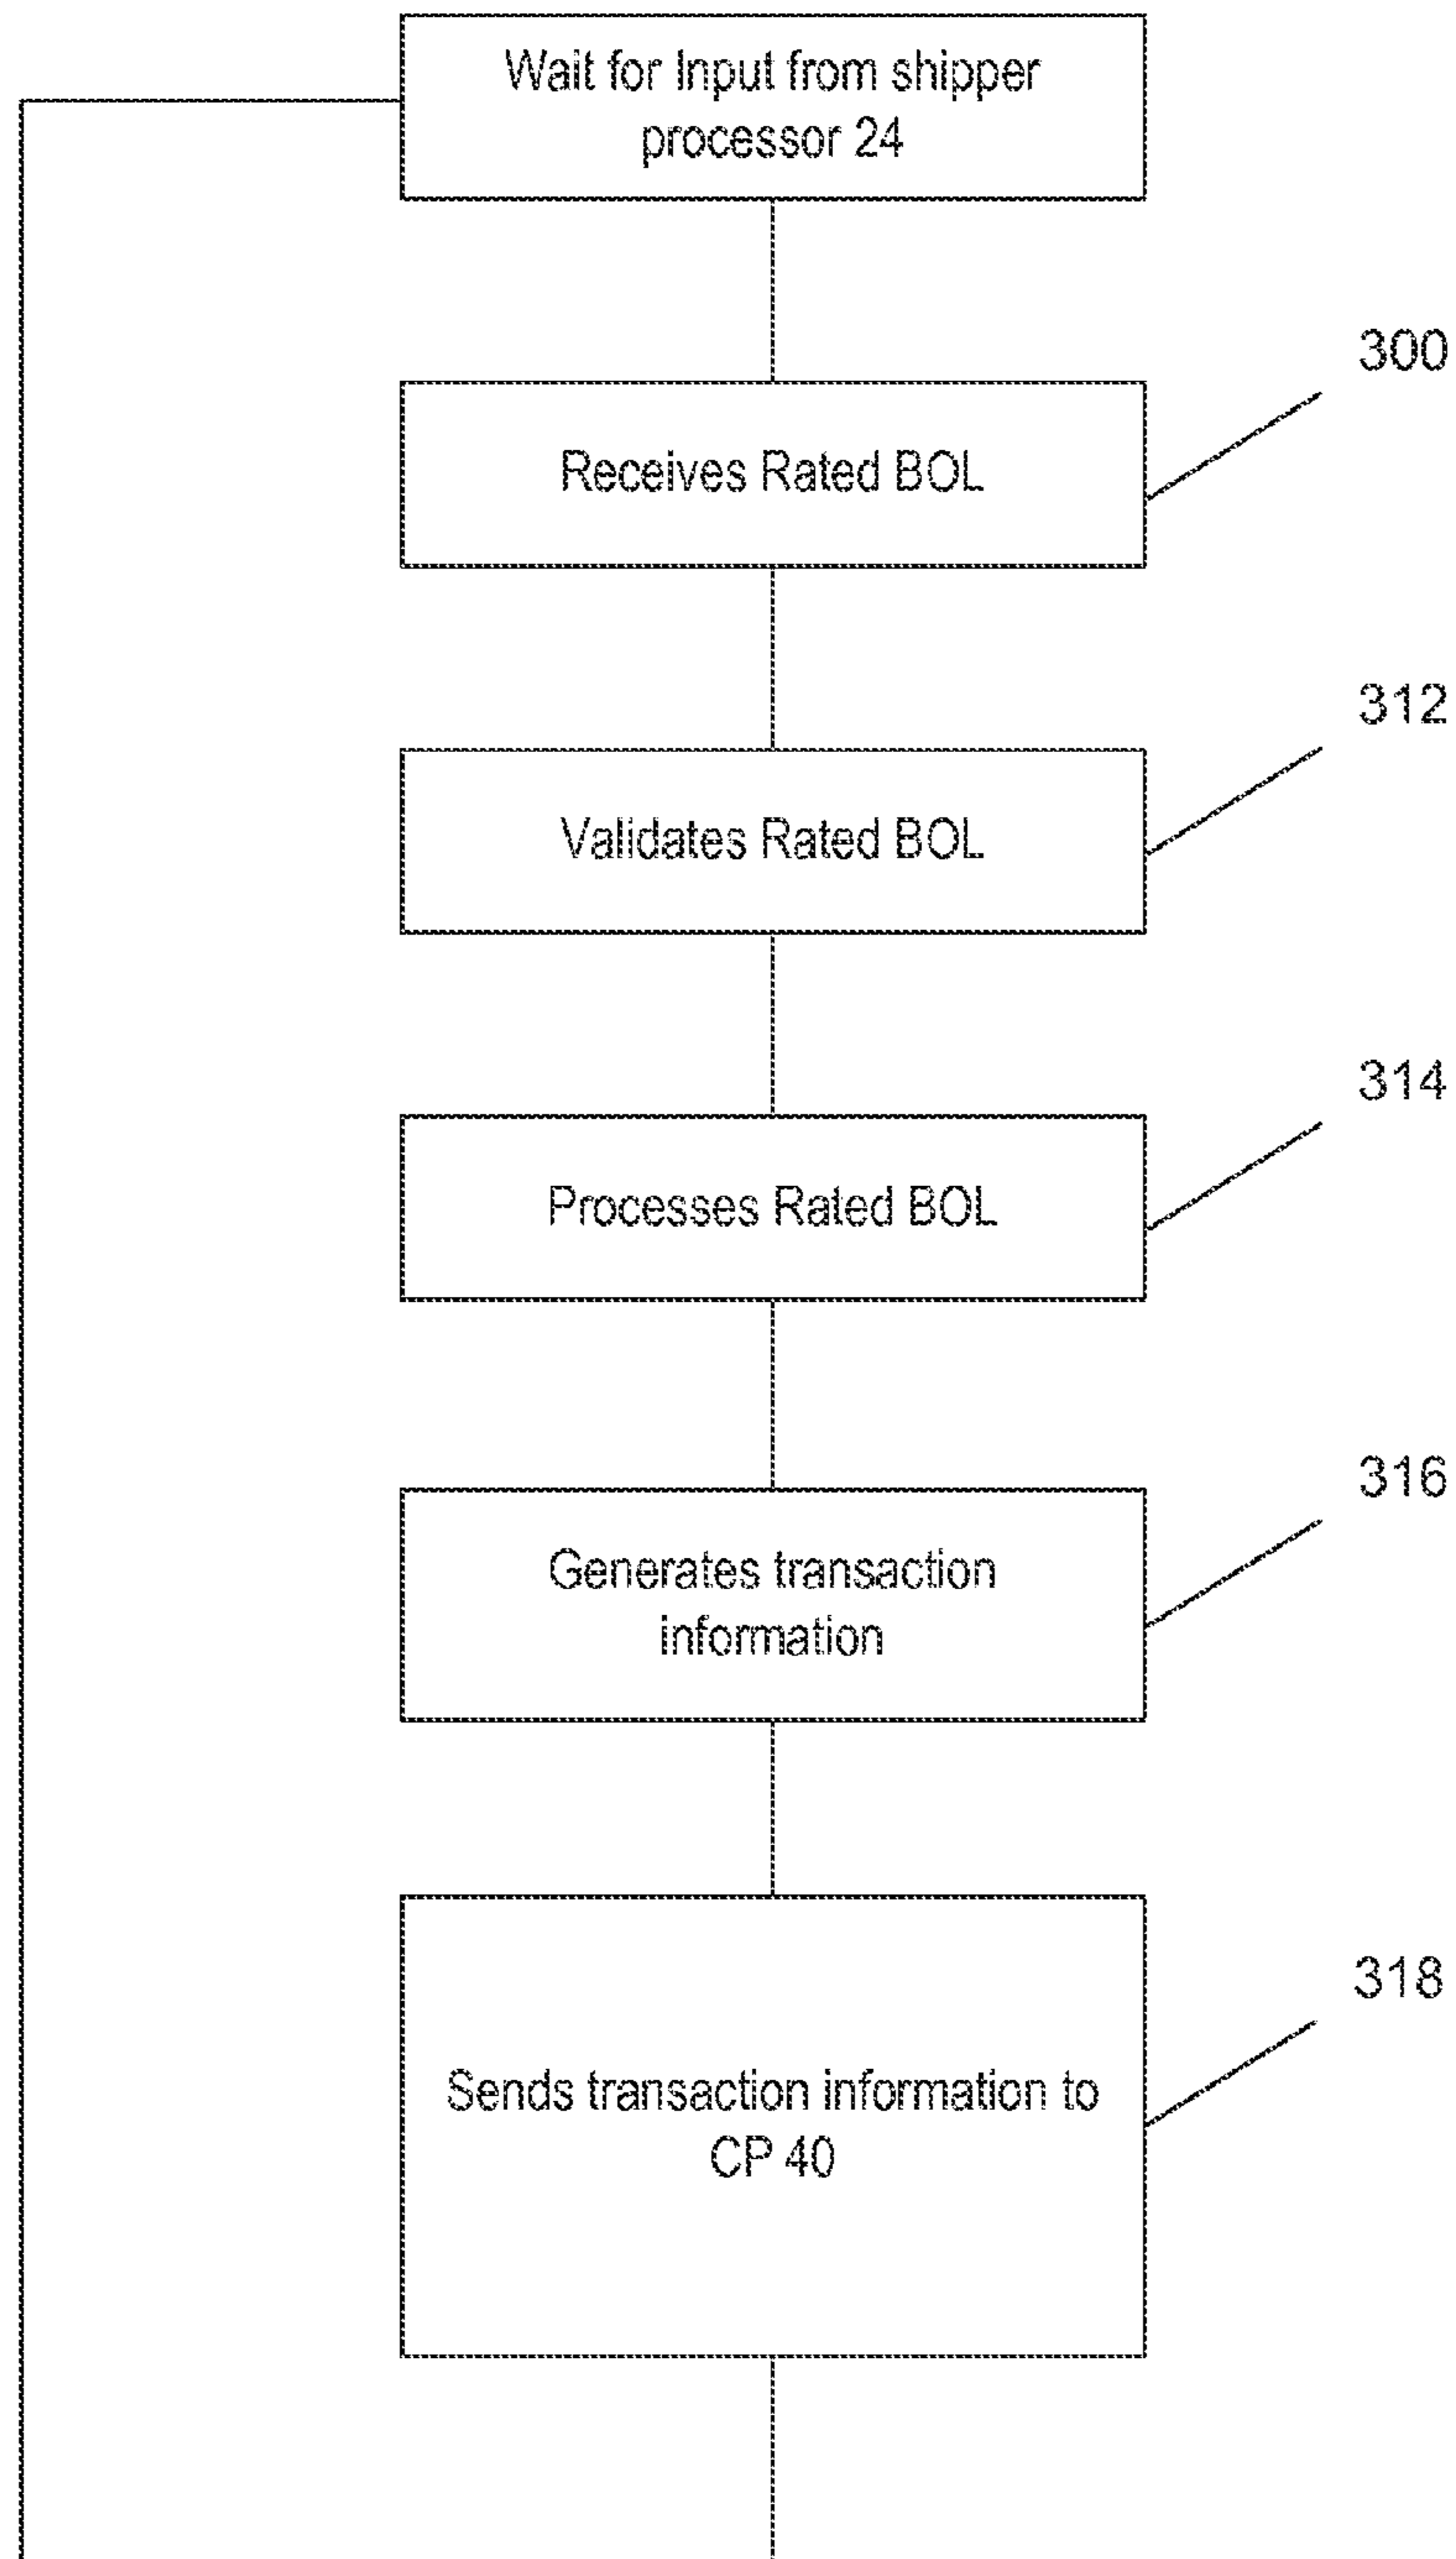 Wait for Input from shipper
processor 24
300
Receives Rated BOL
312
Validates Rated BOL
314
Processes Rated BOL
316
Generates transaction
information
318
Sends transaction information to
CP 40